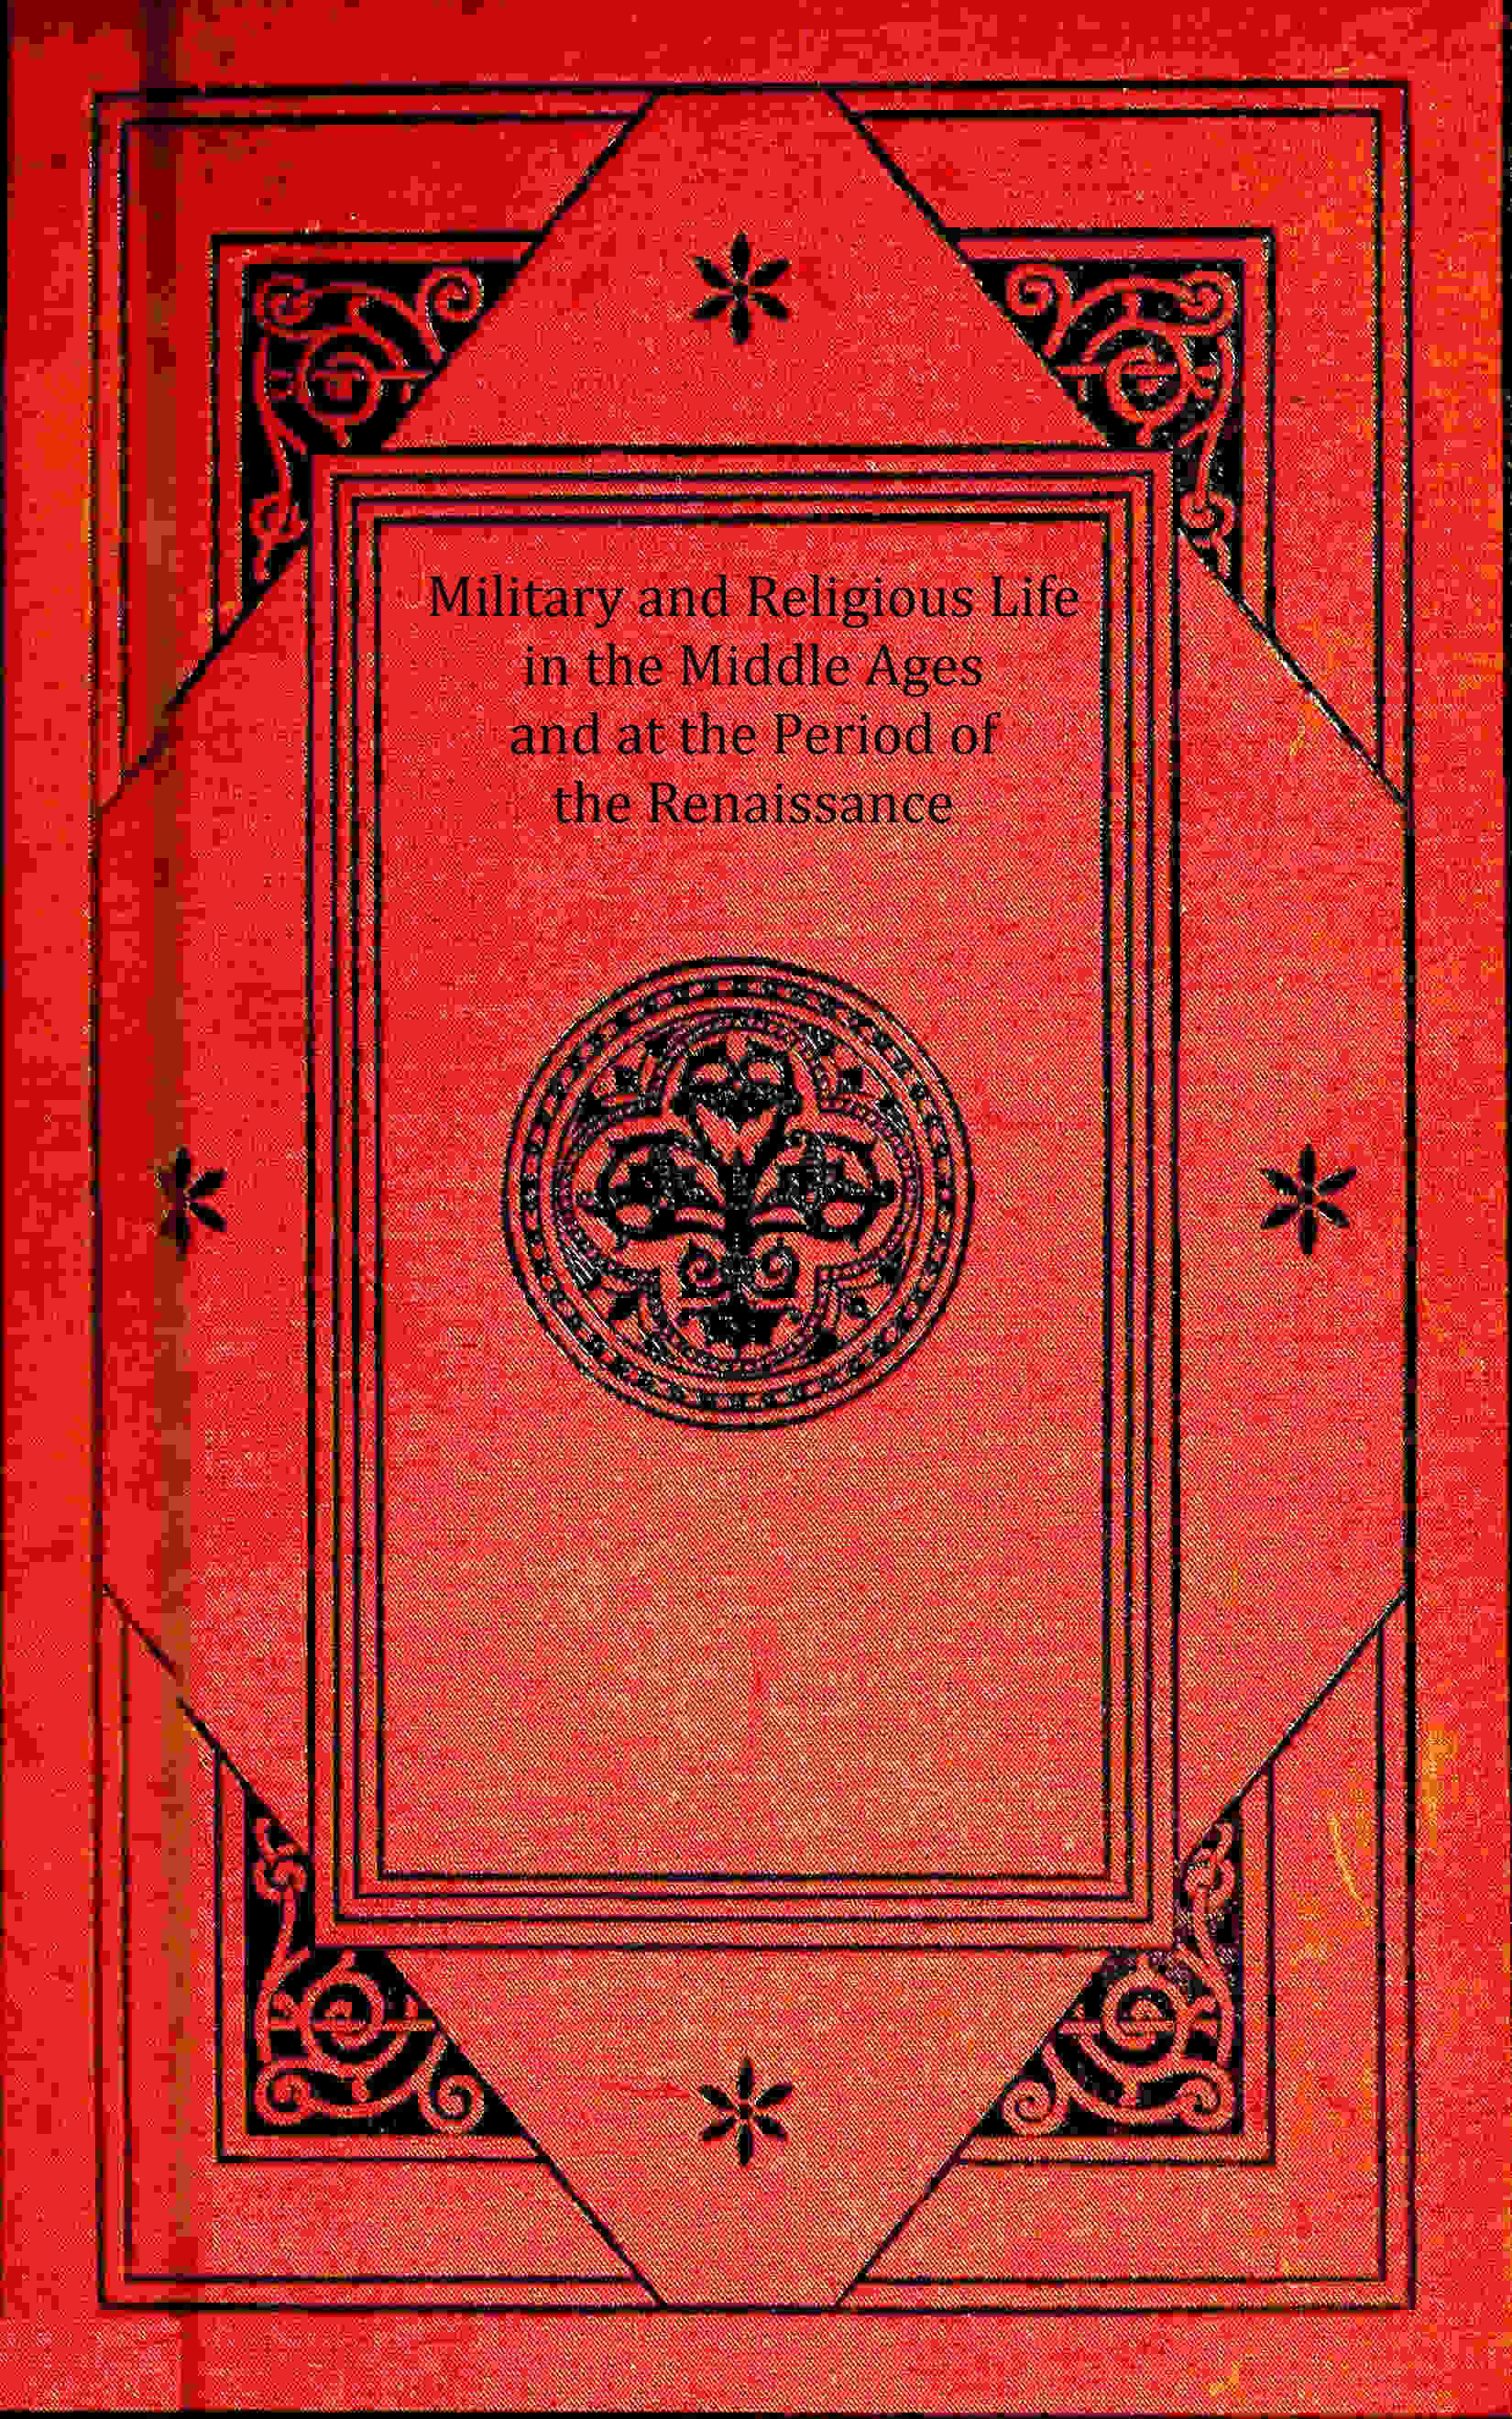 Military and Religious Life
in the Middle Ages
and at the Period of
the Renaissance